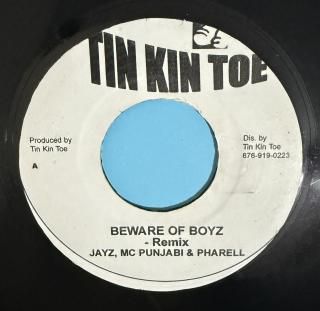 TIN KIN TOE
Produced by
Tin Kin Toe
A
Dis. by
Tin Kin Toe
876-919-0223
BEWARE OF BOYZ
- Remix
JAYZ, MC PUNJABI & PHARELL